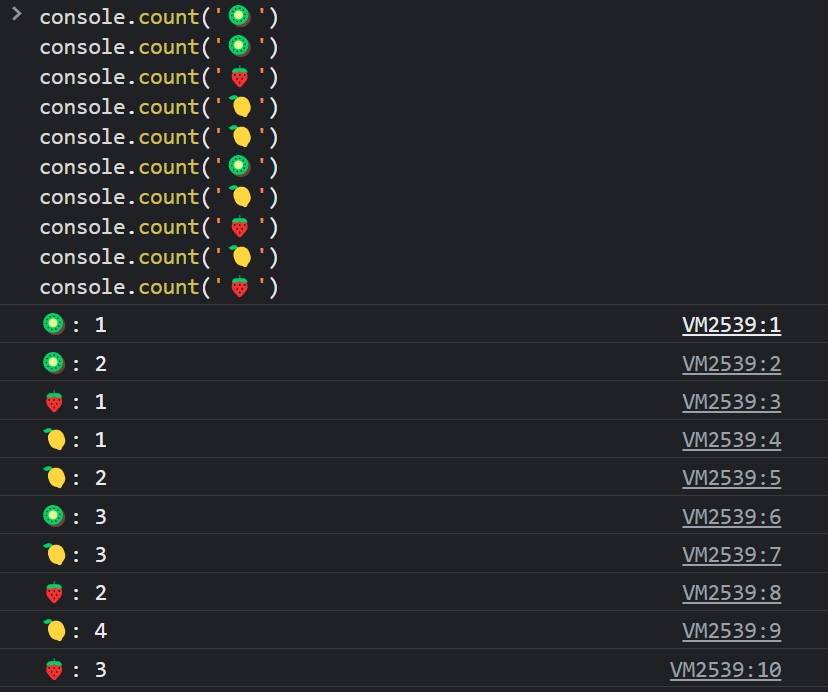 > console.count('🥝')
console.count('🥝')
console.count('🍓')
console.count('🍋')
console.count('🍋')
console.count('🥝')
console.count('🍋')
console.count('🍓')
console.count('🍋')
console.count('🍓')
🥝: 1 VM2539:1
🥝: 2 VM2539:2
🍓: 1 VM2539:3
🍋: 1 VM2539:4
🍋: 2 VM2539:5
🥝: 3 VM2539:6
🍋: 3 VM2539:7
🍓: 2 VM2539:8
🍋: 4 VM2539:9
🍓: 3 VM2539:10